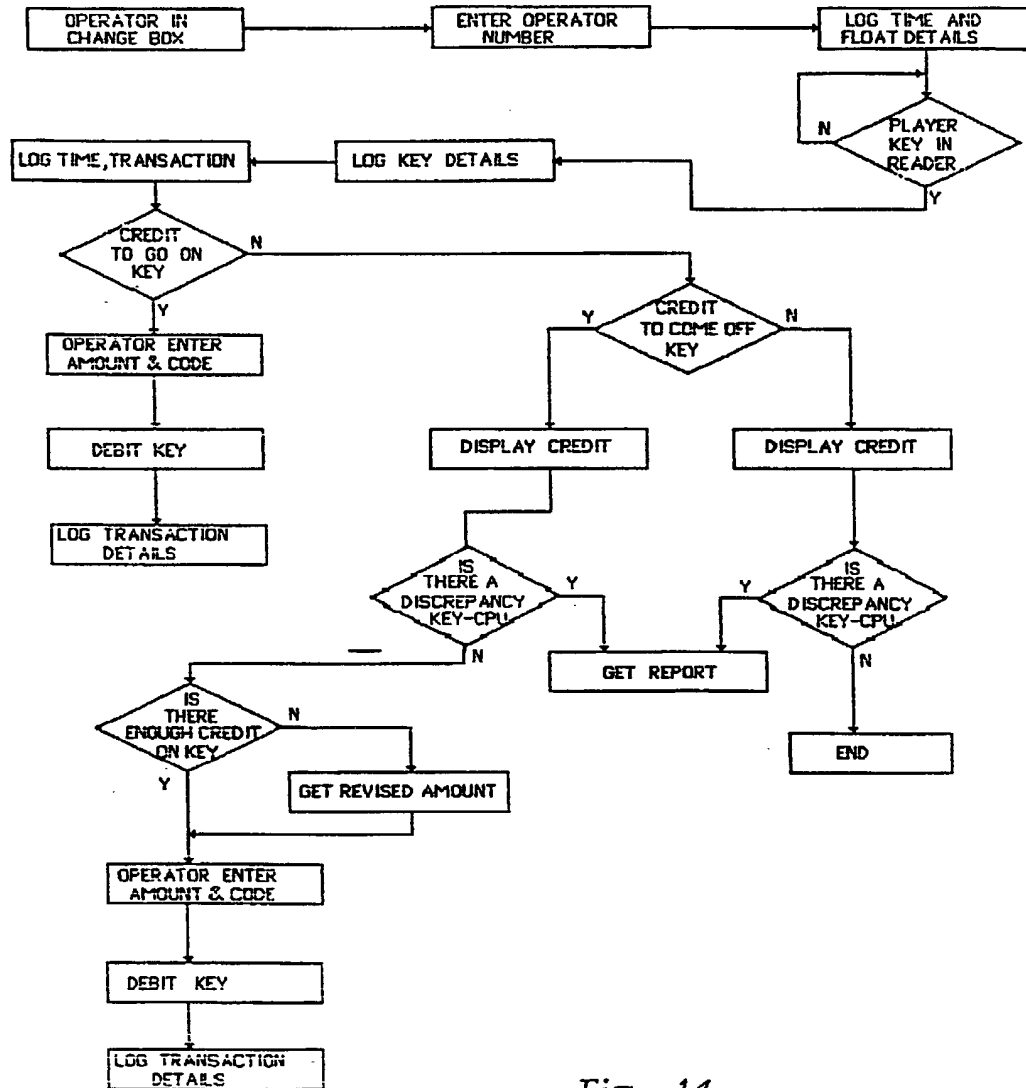 OPERATOR IN
CHANGE BOX
ENTER OPERATOR
NUMBER
LOG TIME AND
FLOAT DETAILS
PLAYER
KEY IN
READER
N
Y
LOG KEY DETAILS
LOG TIME, TRANSACTION
CREDIT
TO GO ON
KEY
N
Y
OPERATOR ENTER
AMOUNT & CODE
DEBIT KEY
LOG TRANSACTION
DETAILS
CREDIT
TO COME OFF
KEY
Y
N
DISPLAY CREDIT
DISPLAY CREDIT
IS
THERE A
DISCREPANCY
KEY-CPU
Y
N
IS
THERE A
DISCREPANCY
KEY-CPU
Y
N
GET REPORT
END
IS
THERE
ENOUGH CREDIT
ON KEY
N
Y
GET REVISED AMOUNT
OPERATOR ENTER
AMOUNT & CODE
DEBIT KEY
LOG TRANSACTION
DETAILS
Fig. 14